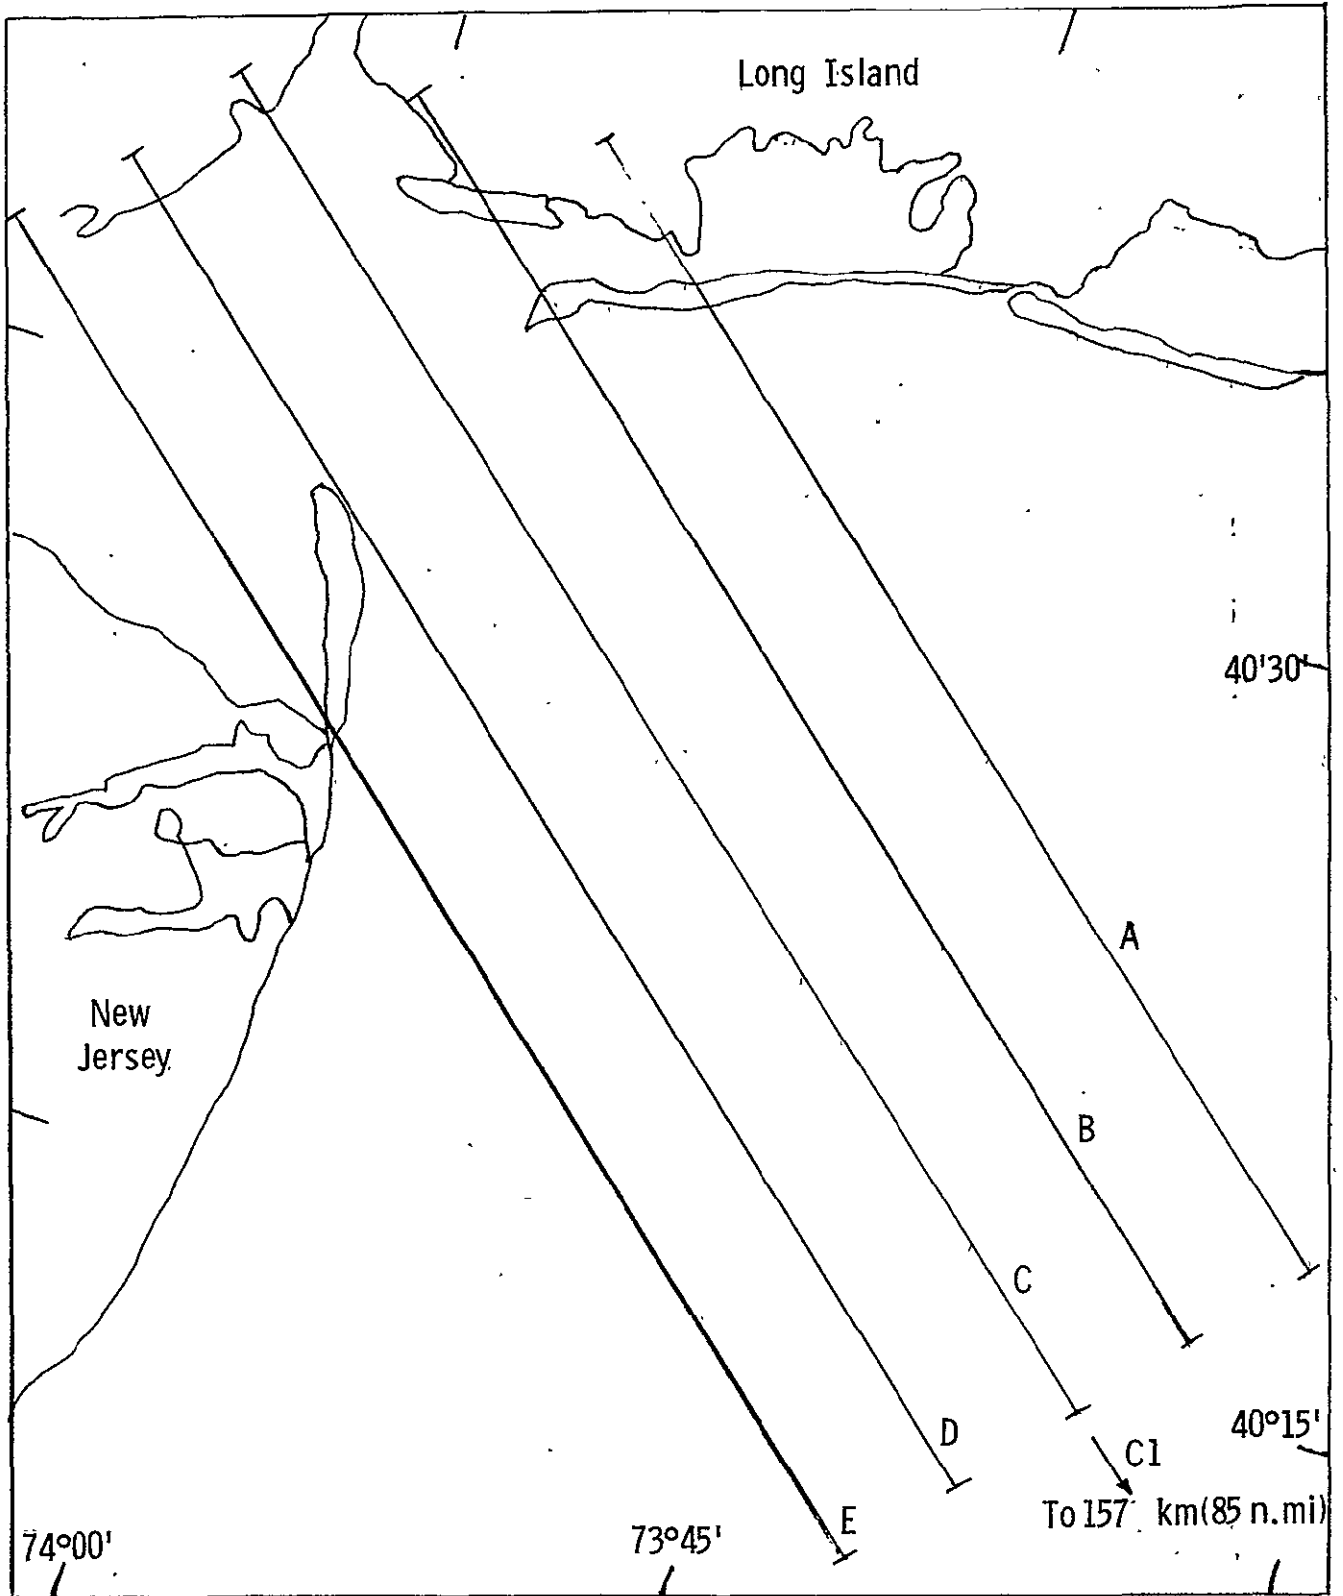 Long Island
40'30'
A
New
Jersey
B
C
D
40°15'
C1
To 157 km(85 n.mi)
E
74°00'
73°45'